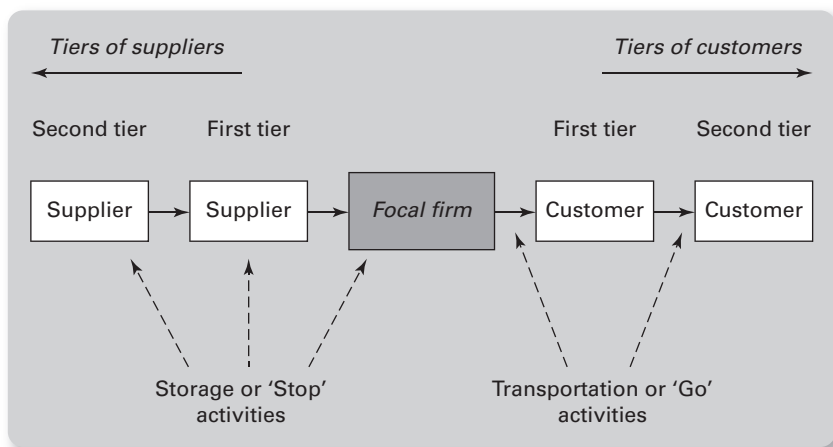 Tiers of suppliers
Tiers of customers
Second tier
First tier
First tier
Second tier
Supplier
Supplier
Focal firm
Customer
Customer
Storage or ‘Stop’
activities
Transportation or ‘Go’
activities